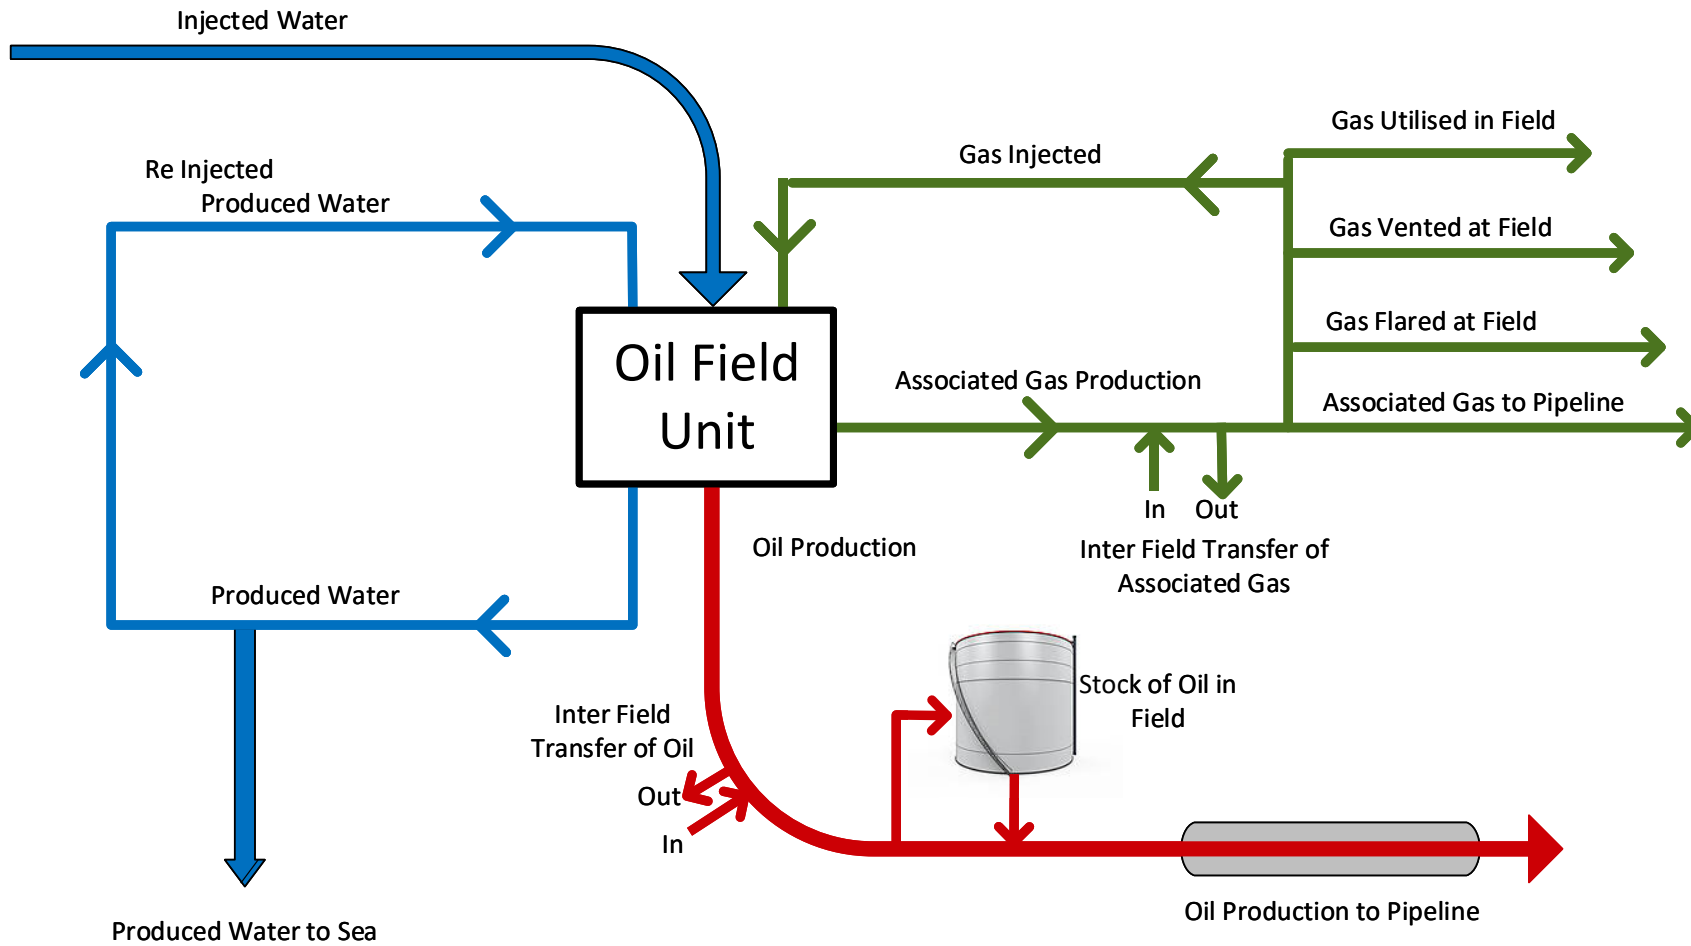 Injected Water
Re Injected
Produced Water
Gas Injected
Gas Utilised in Field
Gas Vented at Field
Gas Flared at Field
Oil Field
Unit
Associated Gas Production
Associated Gas to Pipeline
In Out
Inter Field Transfer of
Associated Gas
Oil Production
Produced Water
Stock of Oil in
Field
Inter Field
Transfer of Oil
Out
In
Oil Production to Pipeline
Produced Water to Sea